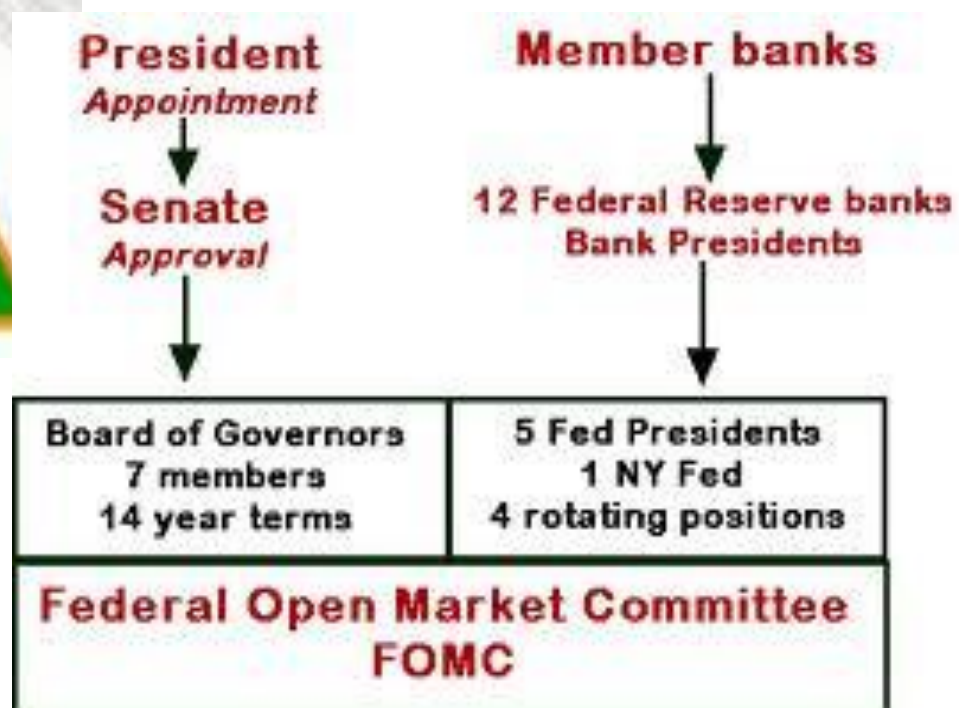 President
Appointment
Senate
Approval
Member banks
12 Federal Reserve banks
Bank Presidents
Board of Governors
7 members
14 year terms
5 Fed Presidents
1 NY Fed
4 rotating positions
Federal Open Market Committee
FOMC